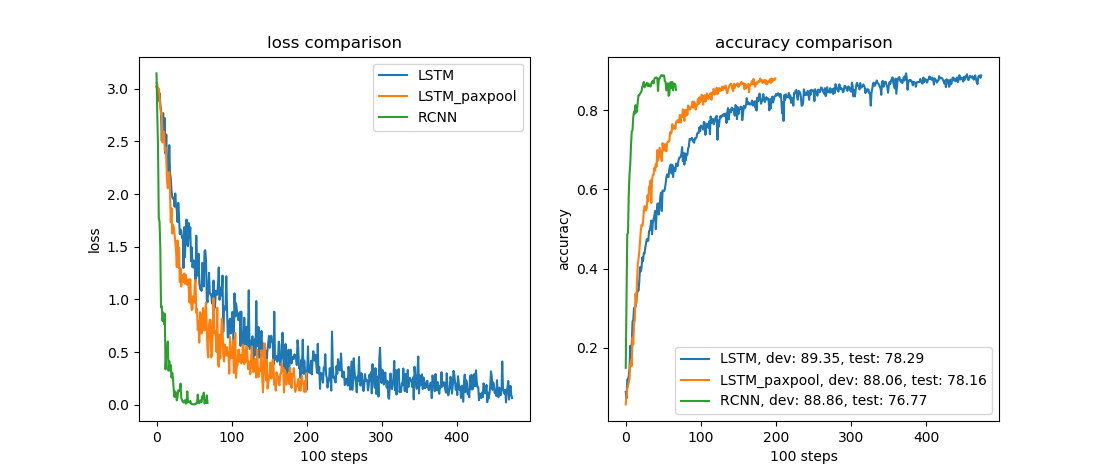 loss comparison
LSTM
LSTM_paxpool
RCNN
3.0
2.5
2.0
1.5
1.0
0.5
0.0
loss
0 100 200 300 400
100 steps
accuracy comparison
0.8
0.6
0.4
0.2
accuracy
LSTM, dev: 89.35, test: 78.29
LSTM_paxpool, dev: 88.06, test: 78.16
RCNN, dev: 88.86, test: 76.77
0 100 200 300 400
100 steps